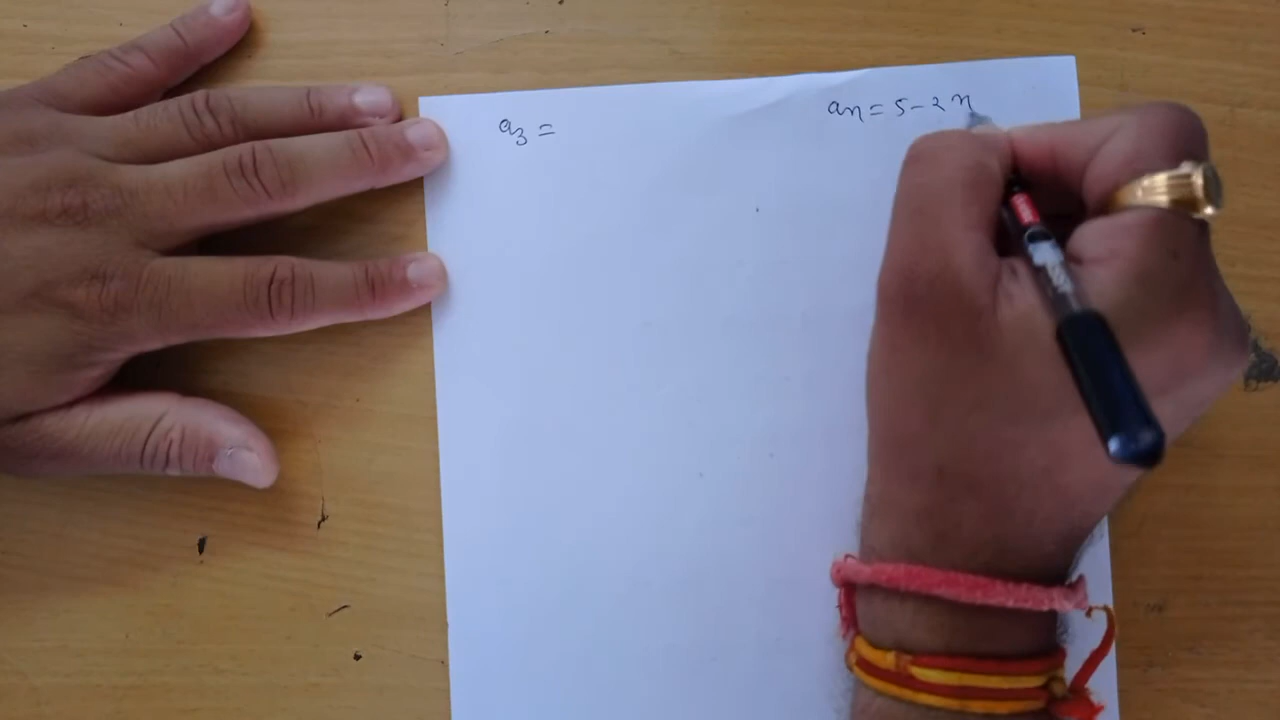 a3 =
an = 5 - 2n